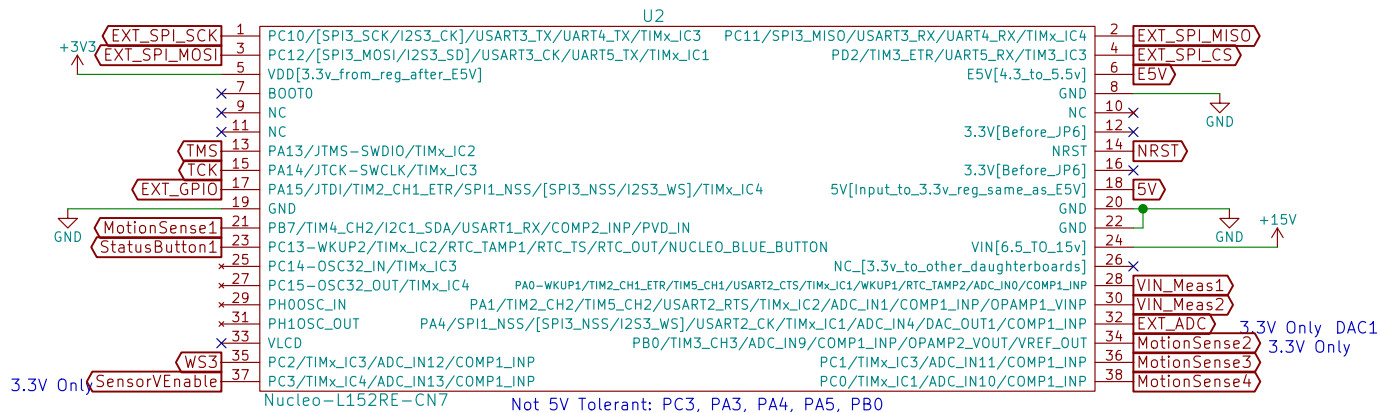 U2
EXT_SPI_SCK 1 PC10/[SPI3_SCK/I2S3_CK]/USART3_TX/UART4_TX/TIMx_IC3 PC11/SPI3_MISO/USART3_RX/UART4_RX/TIMx_IC4 2 EXT_SPI_MISO
+3V3 EXT_SPI_MOSI 3 PC12/[SPI3_MOSI/I2S3_SD]/USART3_CK/UART5_TX/TIMx_IC1 PD2/TIM3_ETR/UART5_RX/TIM3_IC3 4 EXT_SPI_CS
5 VDD[3.3v_from_reg_after_E5V] E5V[4.3_to_5.5v] 6 E5V
7 BOOT0 GND 8
9 NC NC 10
GND
11 NC 3.3V[Before_JP6] 12
TMS 13 PA13/JTMS-SWDIO/TIMx_IC2 NRST 14 NRST
TCK 15 PA14/JTCK-SWCLK/TIMx_IC3 3.3V[Before_JP6] 16
EXT_GPIO 17 PA15/JTDI/TIM2_CH1_ETR/SPI1_NSS/[SPI3_NSS/I2S3_WS]/TIMx_IC4 5V[Input_to_3.3v_reg_same_as_E5V] 18 5V
19 GND GND 20
GND MotionSense1 21 PB7/TIM4_CH2/I2C1_SDA/USART1_RX/COMP2_INP/PVD_IN GND 22 GND +15V
StatusButton1 23 PC13-WKUP2/TIMx_IC2/RTC_TAMP1/RTC_TS/RTC_OUT/NUCLEO_BLUE_BUTTON VIN[6.5_TO_15v] 24
25 PC14-OSC32_IN/TIMx_IC3 NC_[3.3v_to_other_daughterboards] 26
27 PC15-OSC32_OUT/TIMx_IC4 PA0-WKUP1/TIM2_CH1_ETR/TIM5_CH1/USART2_CTS/TIMx_IC1/WKUP1/RTC_TAMP2/ADC_IN0/COMP1_INP 28 VIN_Meas1
29 PH0OSC_IN PA1/TIM2_CH2/TIM5_CH2/USART2_RTS/TIMx_IC2/ADC_IN1/COMP1_INP/OPAMP1_VINP 30 VIN_Meas2
31 PH1OSC_OUT PA4/SPI1_NSS/[SPI3_NSS/I2S3_WS]/USART2_CK/TIMx_IC1/ADC_IN4/DAC_OUT1/COMP1_INP 32 EXT_ADC 3.3V Only DAC1
33 VLCD PB0/TIM3_CH3/ADC_IN9/COMP1_INP/OPAMP2_VOUT/VREF_OUT 34 MotionSense2 3.3V Only
WS3 35 PC2/TIMx_IC3/ADC_IN12/COMP1_INP PC1/TIMx_IC3/ADC_IN11/COMP1_INP 36 MotionSense3
3.3V Only SensorVEnable 37 PC3/TIMx_IC4/ADC_IN13/COMP1_INP PC0/TIMx_IC1/ADC_IN10/COMP1_INP 38 MotionSense4
Nucleo-L152RE-CN7 Not 5V Tolerant: PC3, PA3, PA4, PA5, PB0